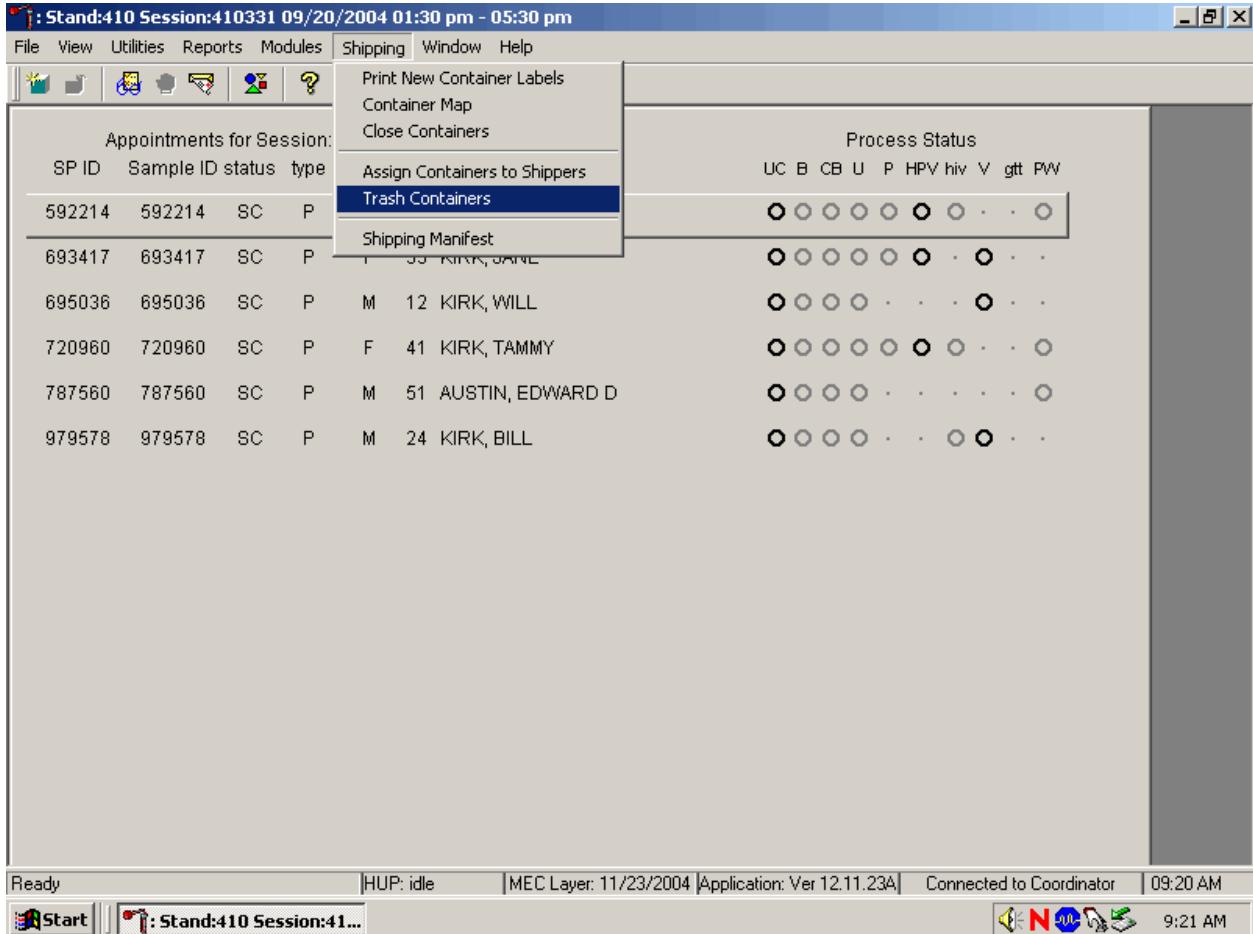 : Stand:410 Session:410331 09/20/2004 01:30 pm - 05:30 pm
File View Utilities Reports Modules Shipping Window Help
Print New Container Labels
Container Map
Close Containers
Assign Containers to Shippers
Trash Containers
Shipping Manifest
Appointments for Session: Process Status
SP ID Sample ID status type UC B CB U P HPV hiv V gtt PW
592214 592214 SC P
693417 693417 SC P F 35 KIRK, JANE
695036 695036 SC P M 12 KIRK, WILL
720960 720960 SC P F 41 KIRK, TAMMY
787560 787560 SC P M 51 AUSTIN, EDWARD D
979578 979578 SC P M 24 KIRK, BILL
Ready HUP: idle MEC Layer: 11/23/2004 Application: Ver 12.11.23A Connected to Coordinator 09:20 AM
Start : Stand:410 Session:41... N 9:21 AM